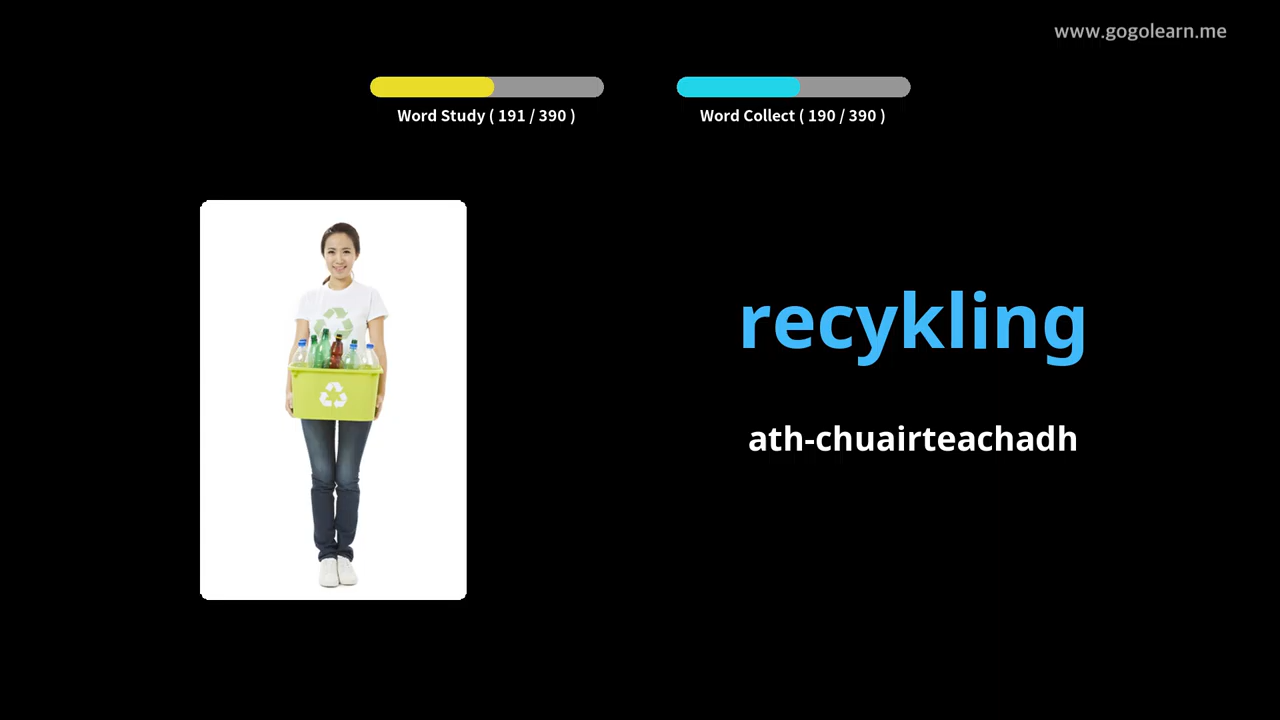 www.gogolearn.me
Word Study ( 191 / 390 )
Word Collect ( 190 / 390 )
recykling
ath-chuairteachadh